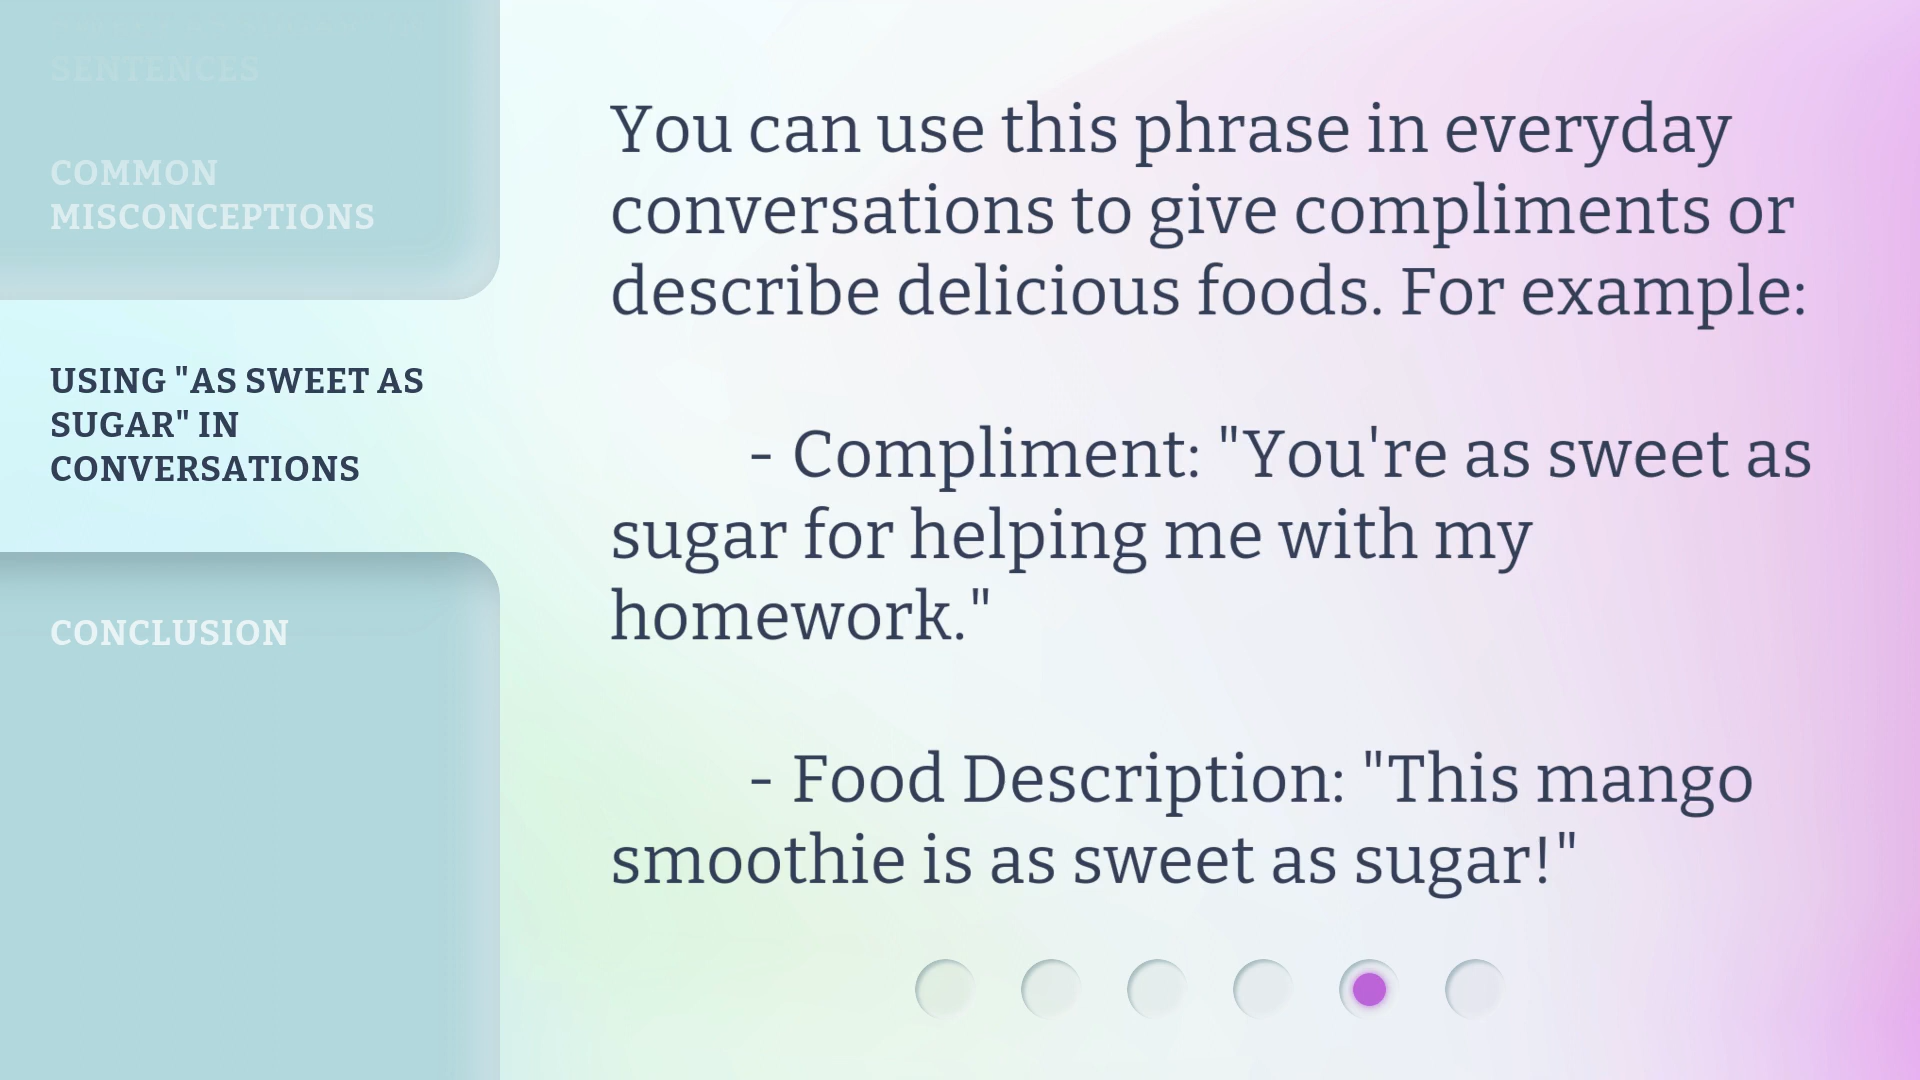 SENTENCES
COMMON
MISCONCEPTIONS
USING "AS SWEET AS
SUGAR" IN
CONVERSATIONS
CONCLUSION
You can use this phrase in everyday
conversations to give compliments or
describe delicious foods. For example:
- Compliment: "You're as sweet as
sugar for helping me with my
homework."
- Food Description: "This mango
smoothie is as sweet as sugar!"